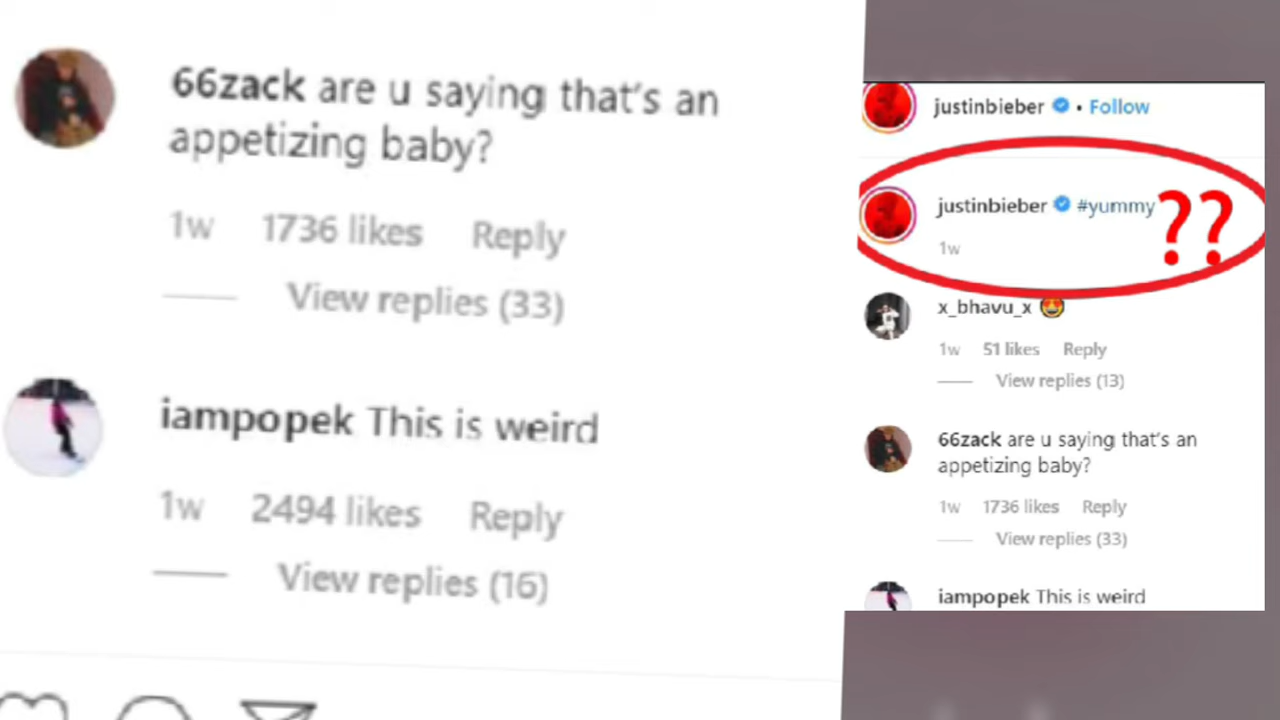 66zack are u saying that's an
appetizing baby?
1w 1736 likes Reply
View replies (33)
iampopek This is weird
1w 2494 likes Reply
View replies (16)
justinbieber • Follow
justinbieber #yummy ??
1w
x_bhavu_x 😍
1w 51 likes Reply
View replies (13)
66zack are u saying that's an
appetizing baby?
1w 1736 likes Reply
View replies (33)
iampopek This is weird